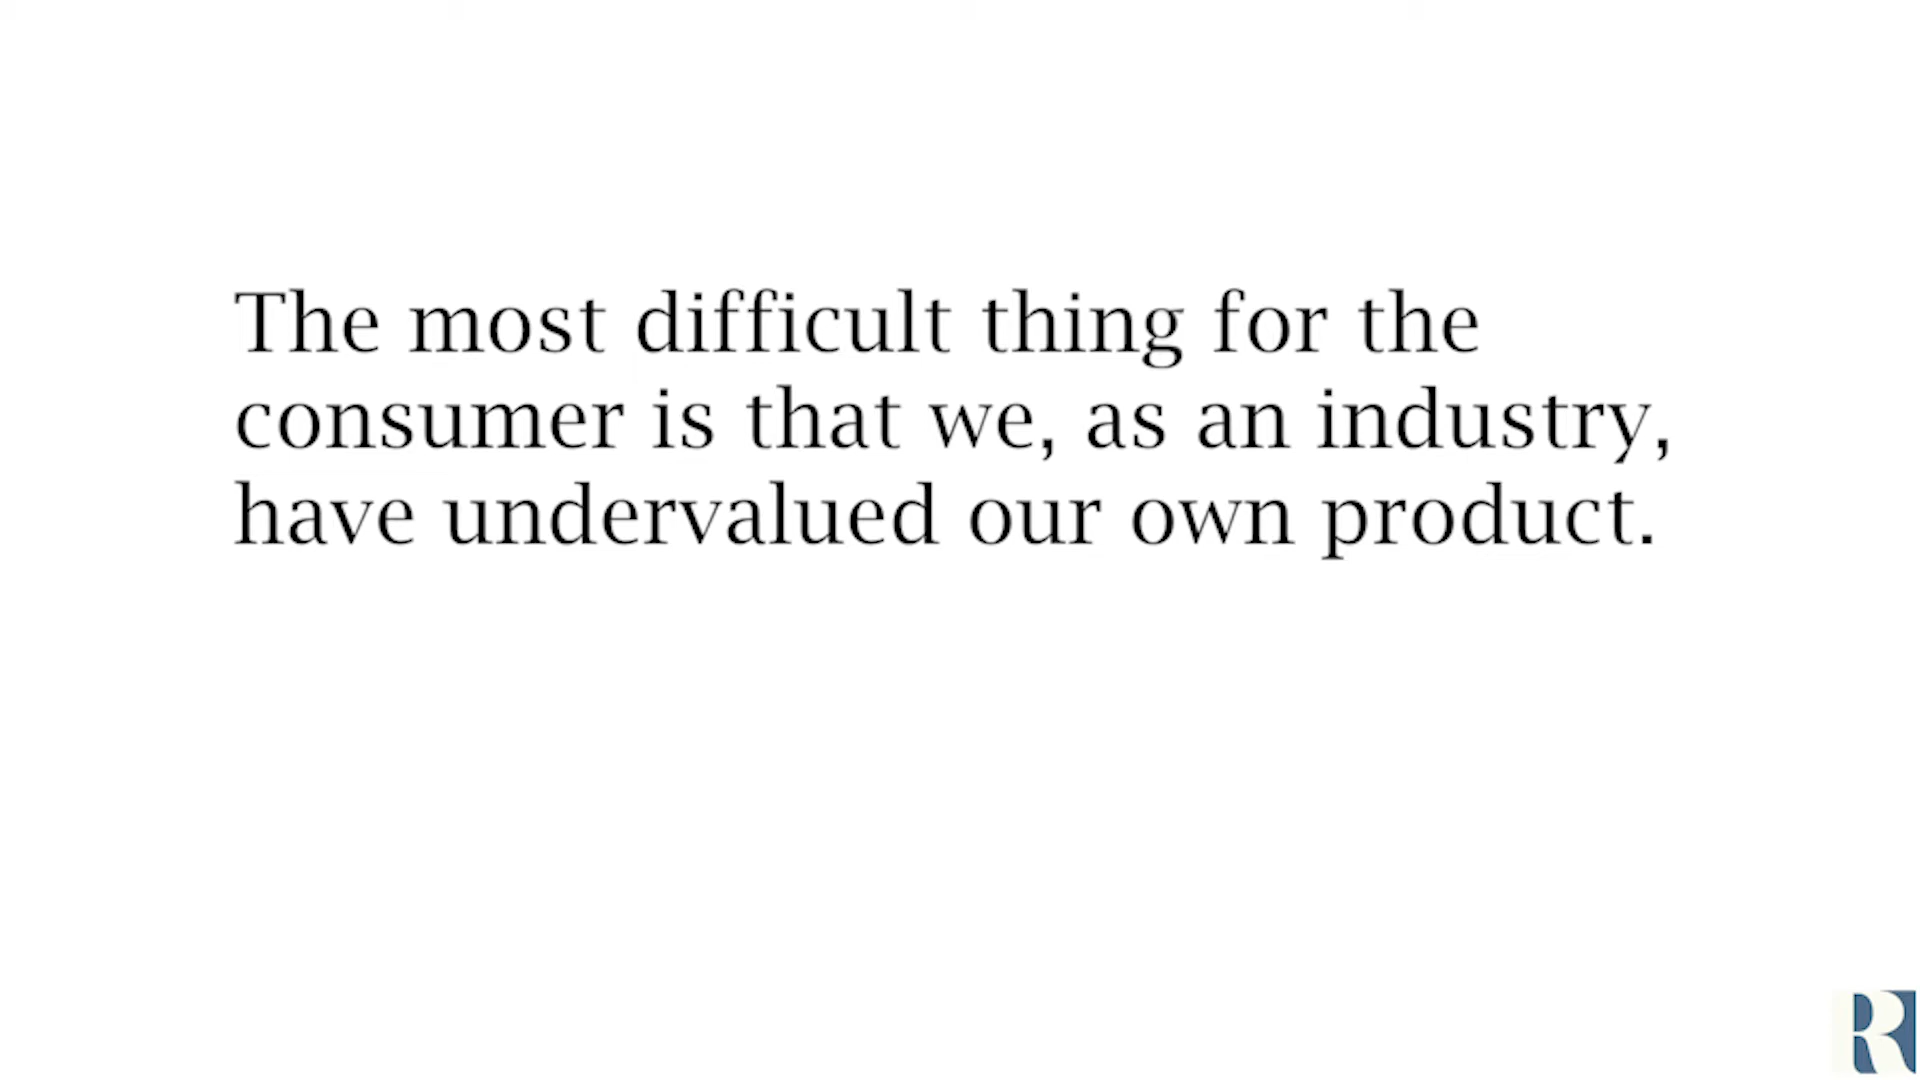 The most difficult thing for the
consumer is that we, as an industry,
have undervalued our own product.
R